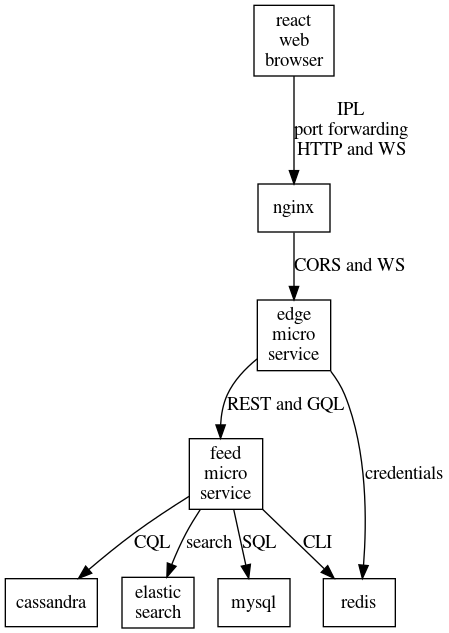 react
web
browser
IPL
port forwarding
HTTP and WS
nginx
CORS and WS
edge
micro
service
REST and GQL
feed
micro
service
credentials
CQL
search
SQL
CLI
cassandra
elastic
search
mysql
redis